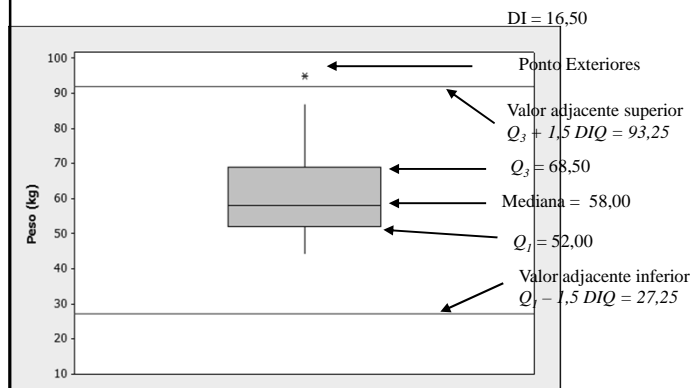 DI = 16,50
Ponto Exteriores
Valor adjacente superior
Q3 + 1,5 DIQ = 93,25
Q3 = 68,50
Mediana = 58,00
Q1 = 52,00
Valor adjacente inferior
Q1 – 1,5 DIQ = 27,25
Peso (kg)
100
90
80
70
60
50
40
30
20
10